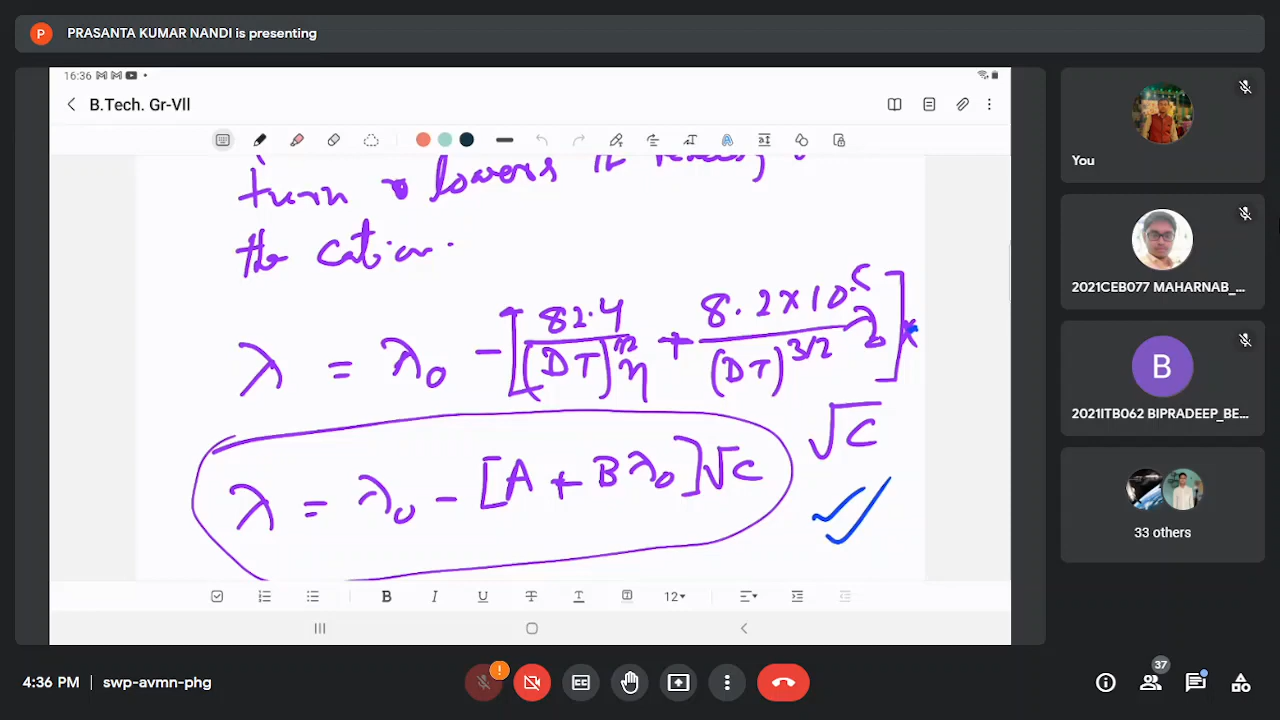 PRASANTA KUMAR NANDI is presenting
16:36
B.Tech. Gr-VII
turn lowers
the cation.
λ = λ₀ - [82.4/(DT)^1/2 η + 8.2×10^5/(DT)^3/2 λ₀] ×
√C
λ = λ₀ - [A + Bλ₀]√C
B I U T T 12
You
2021CEB077 MAHARNAB_...
B
2021ITB062 BIPRADEEP_BE...
33 others
4:36 PM | swp-avmn-phg
37